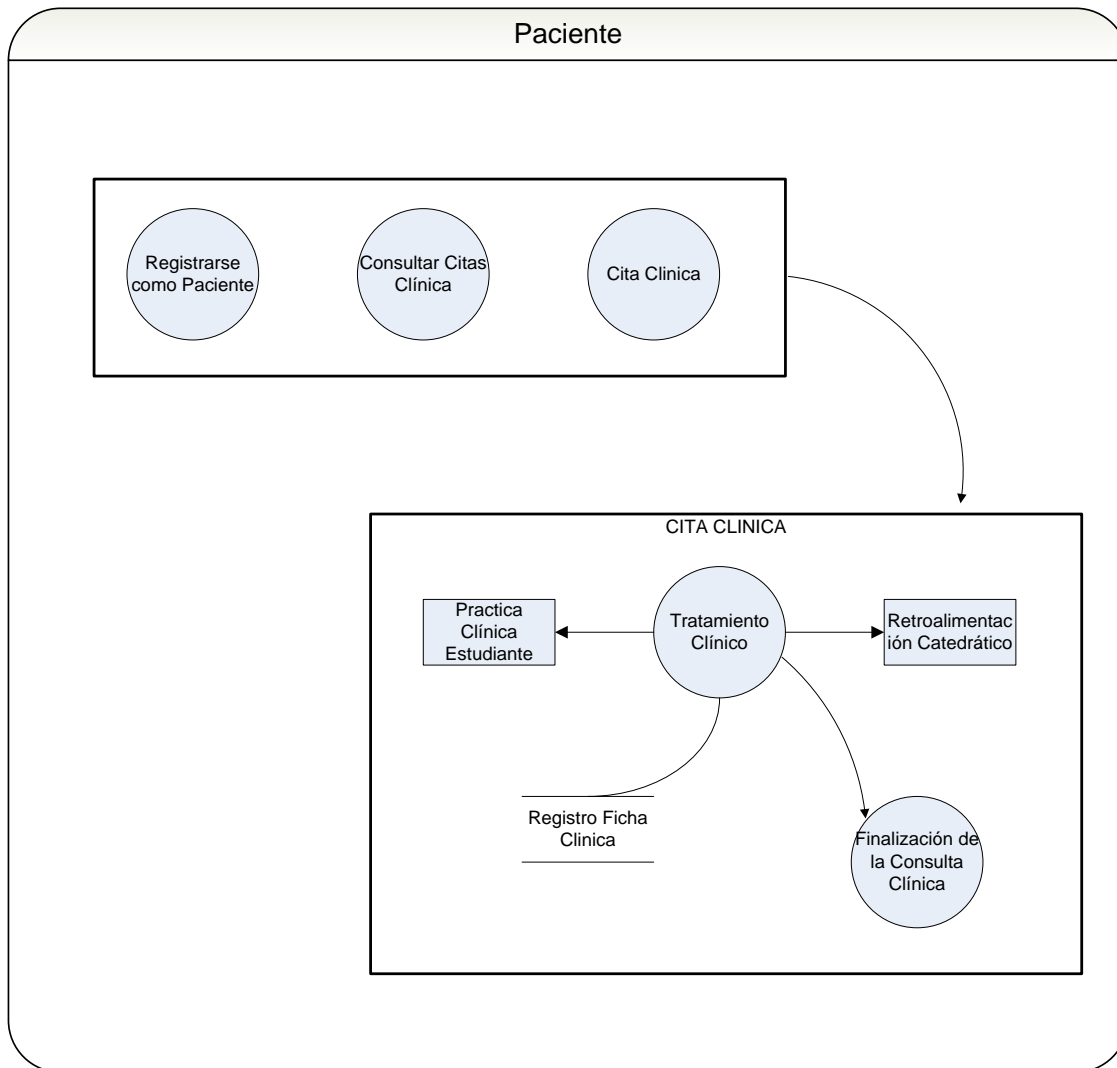 Paciente
Registrarse
como Paciente
Consultar Citas
Clínica
Cita Clinica
CITA CLINICA
Practica
Clínica
Estudiante
Tratamiento
Clínico
Retroalimentac
ión Catedrático
Registro Ficha
Clinica
Finalización de
la Consulta
Clínica